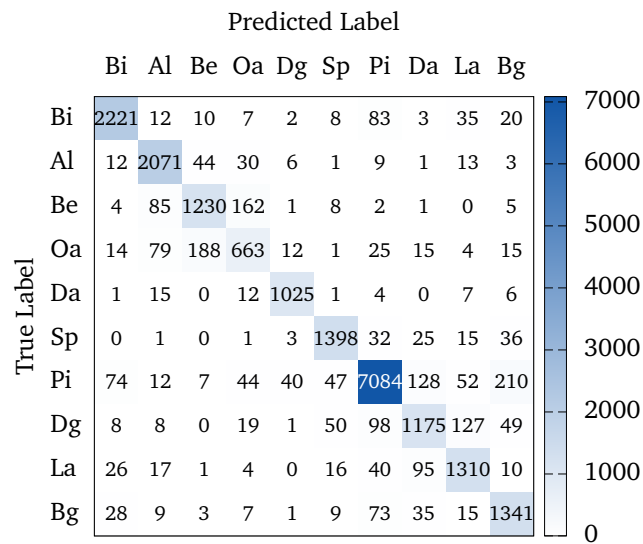 Predicted Label
Bi Al Be Oa Dg Sp Pi Da La Bg
Bi 2221 12 10 7 2 8 83 3 35 20
Al 12 2071 44 30 6 1 9 1 13 3
Be 4 85 1230 162 1 8 2 1 0 5
Oa 14 79 188 663 12 1 25 15 4 15
Da 1 15 0 12 1025 1 4 0 7 6
Sp 0 1 0 1 3 1398 32 25 15 36
Pi 74 12 7 44 40 47 7084 128 52 210
Dg 8 8 0 19 1 50 98 1175 127 49
La 26 17 1 4 0 16 40 95 1310 10
Bg 28 9 3 7 1 9 73 35 15 1341
True Label
7000
6000
5000
4000
3000
2000
1000
0